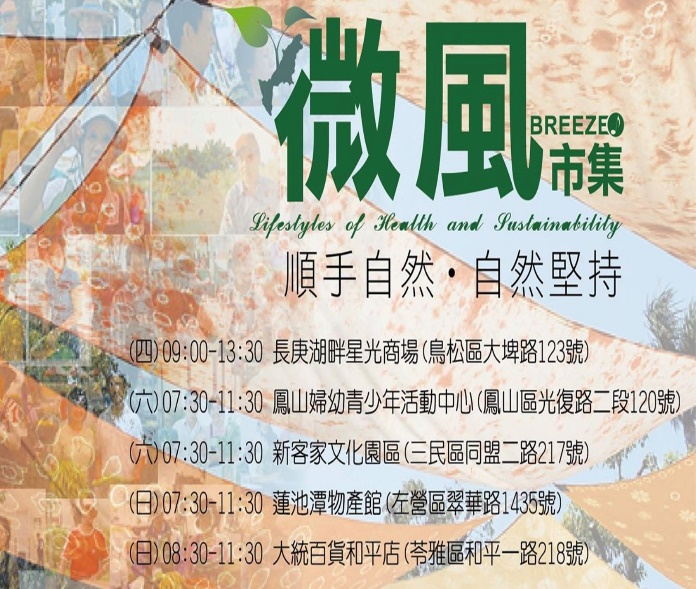 微風
BREEZE
市集
Lifestyles of Health and Sustainability
順手自然・自然堅持
(四)09:00-13:30 長庚湖畔星光商場(鳥松區大埤路123號)
(六)07:30-11:30 鳳山婦幼青少年活動中心(鳳山區光復路二段120號)
(六)07:30-11:30 新客家文化園區(三民區同盟二路217號)
(日)07:30-11:30 蓮池潭物產館(左營區翠華路1435號)
(日)08:30-11:30 大統百貨和平店(苓雅區和平一路218號)